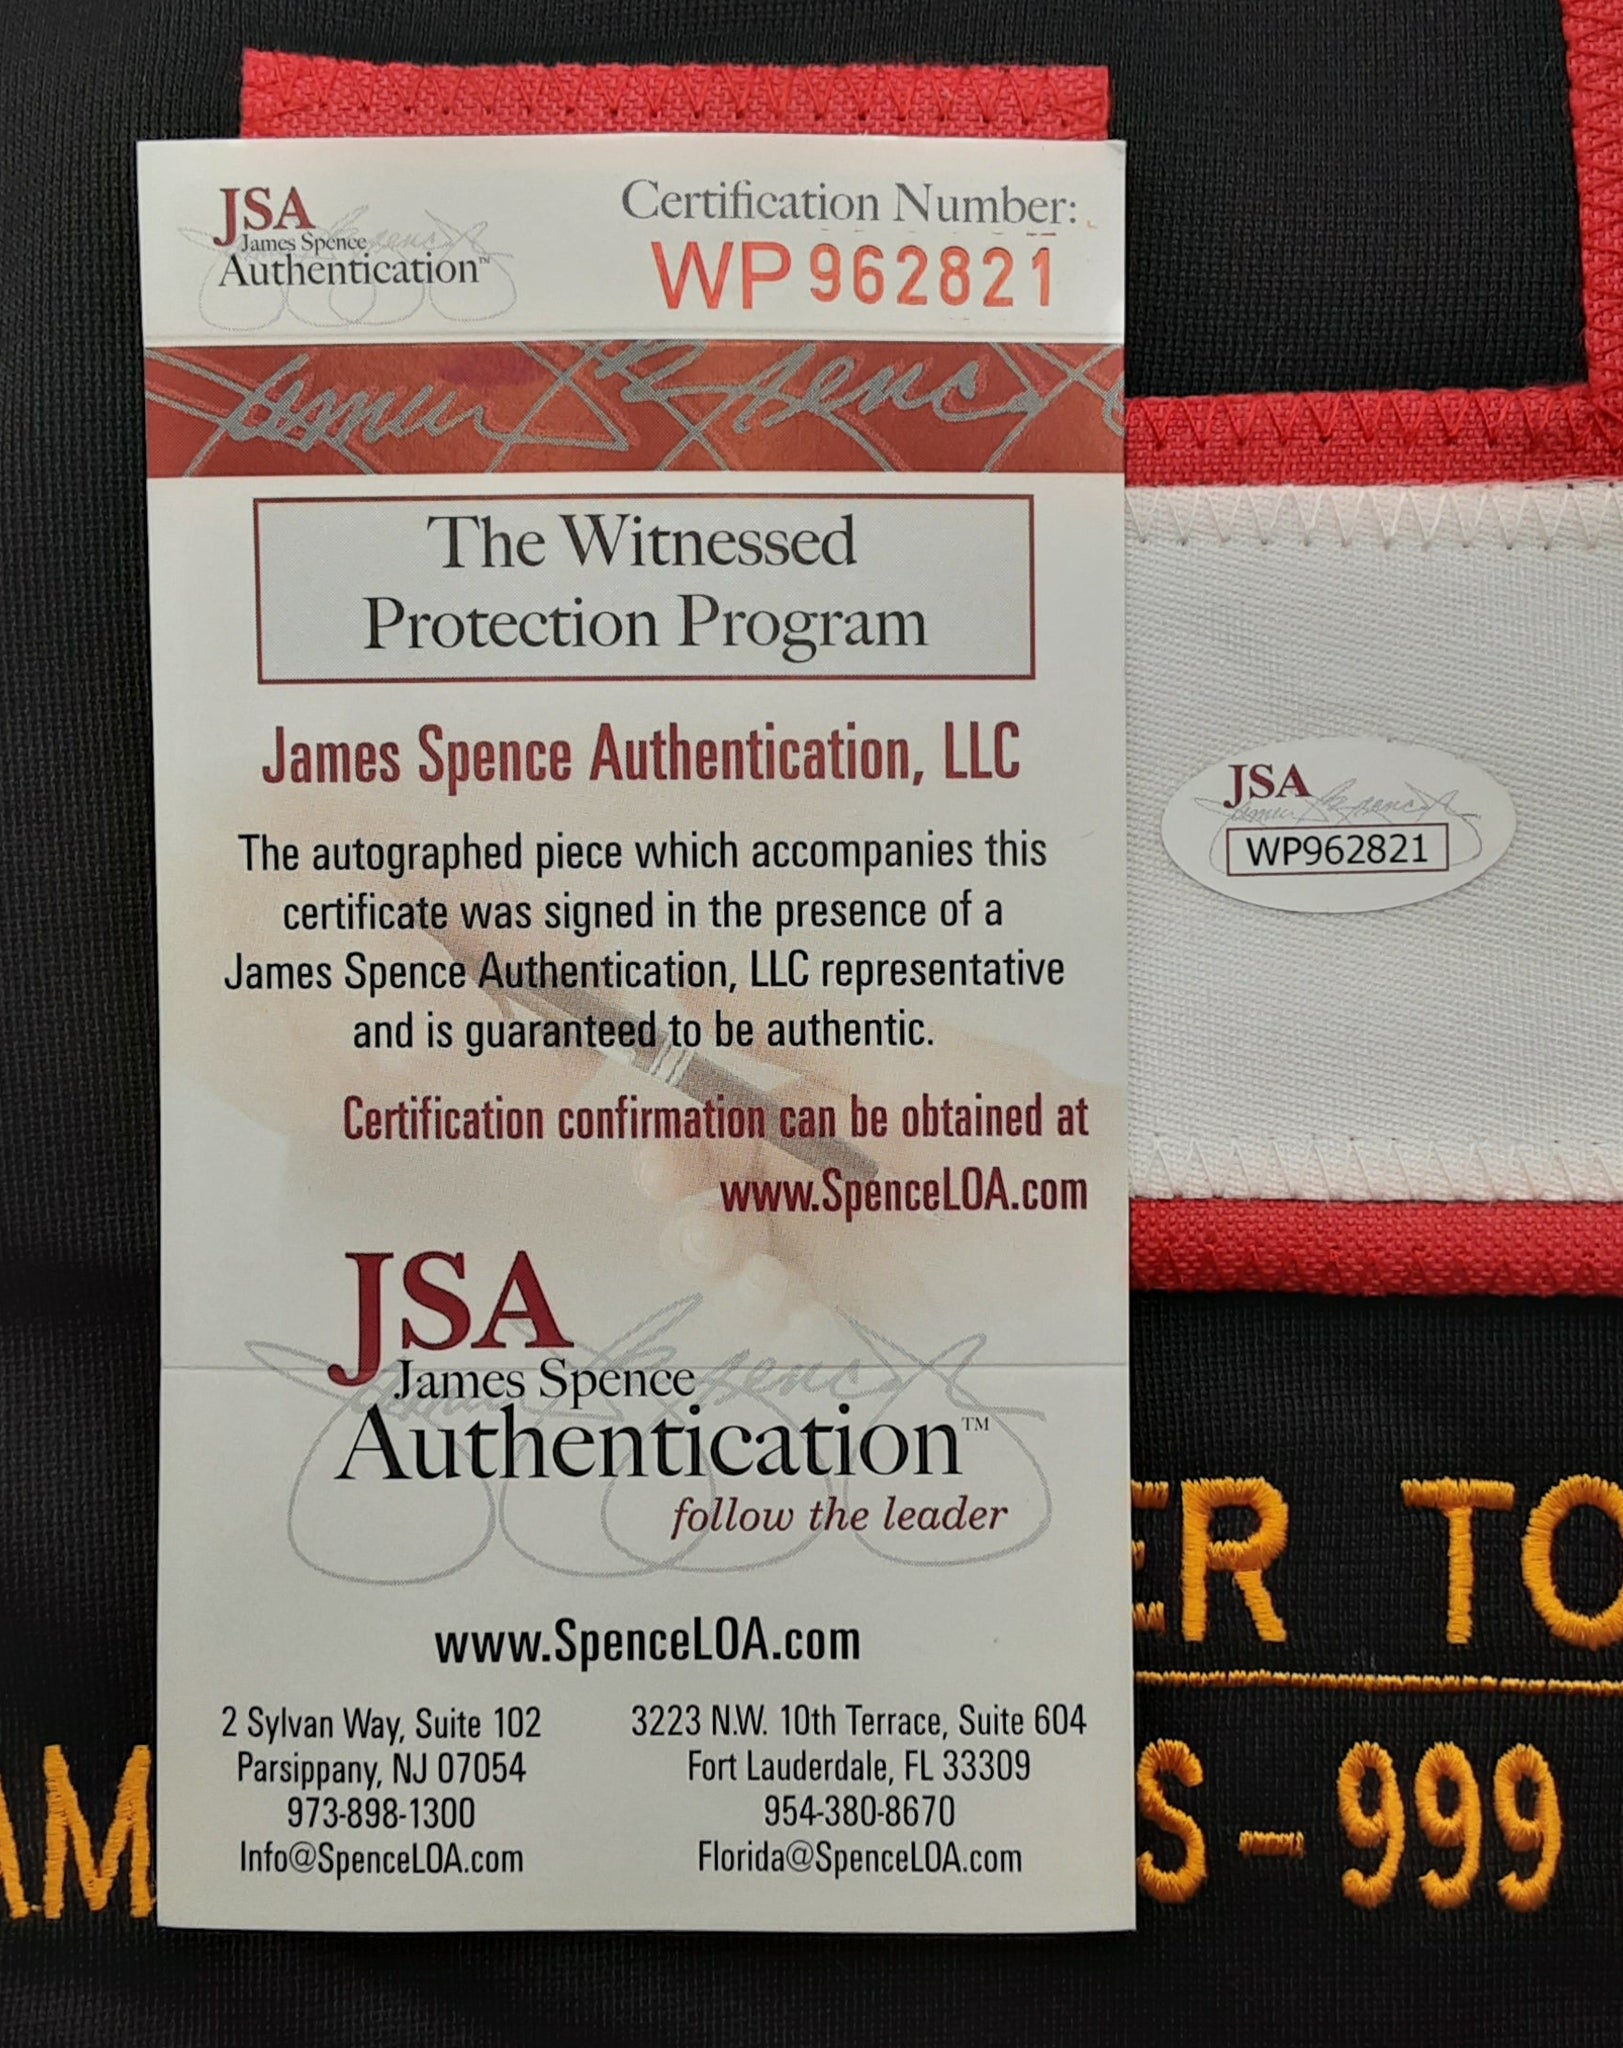 JSA
James Spence
Authentication™
Certification Number:
WP962821
The Witnessed
Protection Program
James Spence Authentication, LLC
The autographed piece which accompanies this
certificate was signed in the presence of a
James Spence Authentication, LLC representative
and is guaranteed to be authentic.
Certification confirmation can be obtained at
www.SpenceLOA.com
JSA
James Spence
Authentication™
follow the leader
www.SpenceLOA.com
2 Sylvan Way, Suite 102
Parsippany, NJ 07054
973-898-1300
Info@SpenceLOA.com
3223 N.W. 10th Terrace, Suite 604
Fort Lauderdale, FL 33309
954-380-8670
Florida@SpenceLOA.com
JSA
WP962821
ER TO
AM
S-999